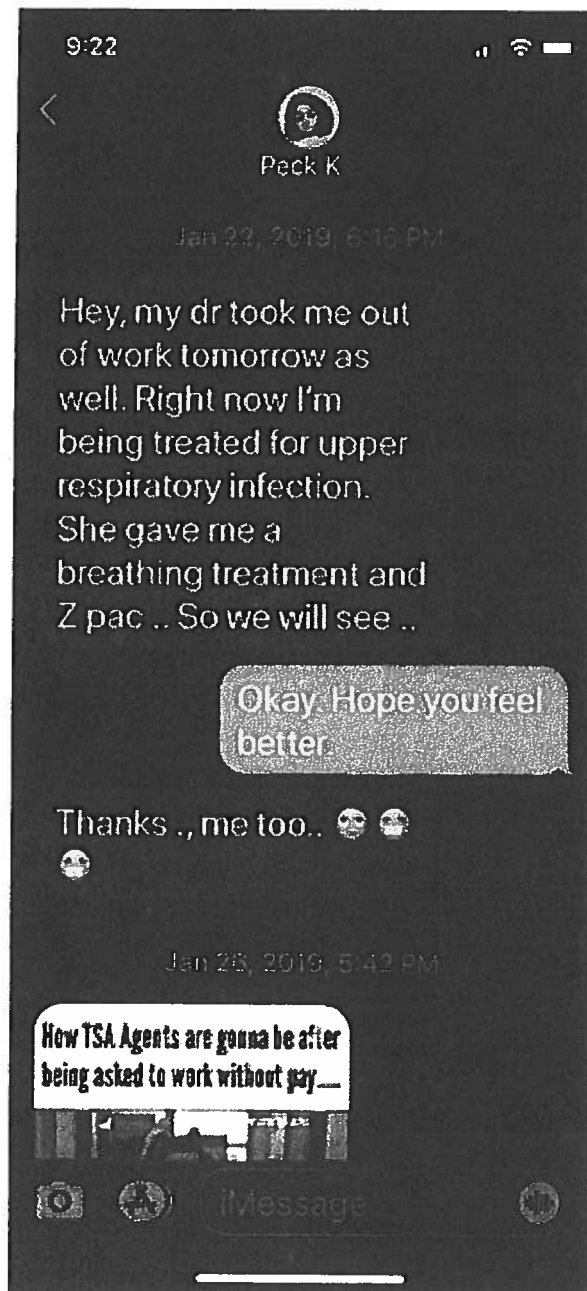 9:22
Peck K
Jan 22, 2019, 6:16 PM
Hey, my dr took me out
of work tomorrow as
well. Right now I'm
being treated for upper
respiratory infection.
She gave me a
breathing treatment and
Z pac .. So we will see ..
Okay. Hope you feel
better.
Thanks ., me too..
Jan 26, 2019, 5:42 PM
How TSA Agents are gonna be after
being asked to work without pay....
iMessage